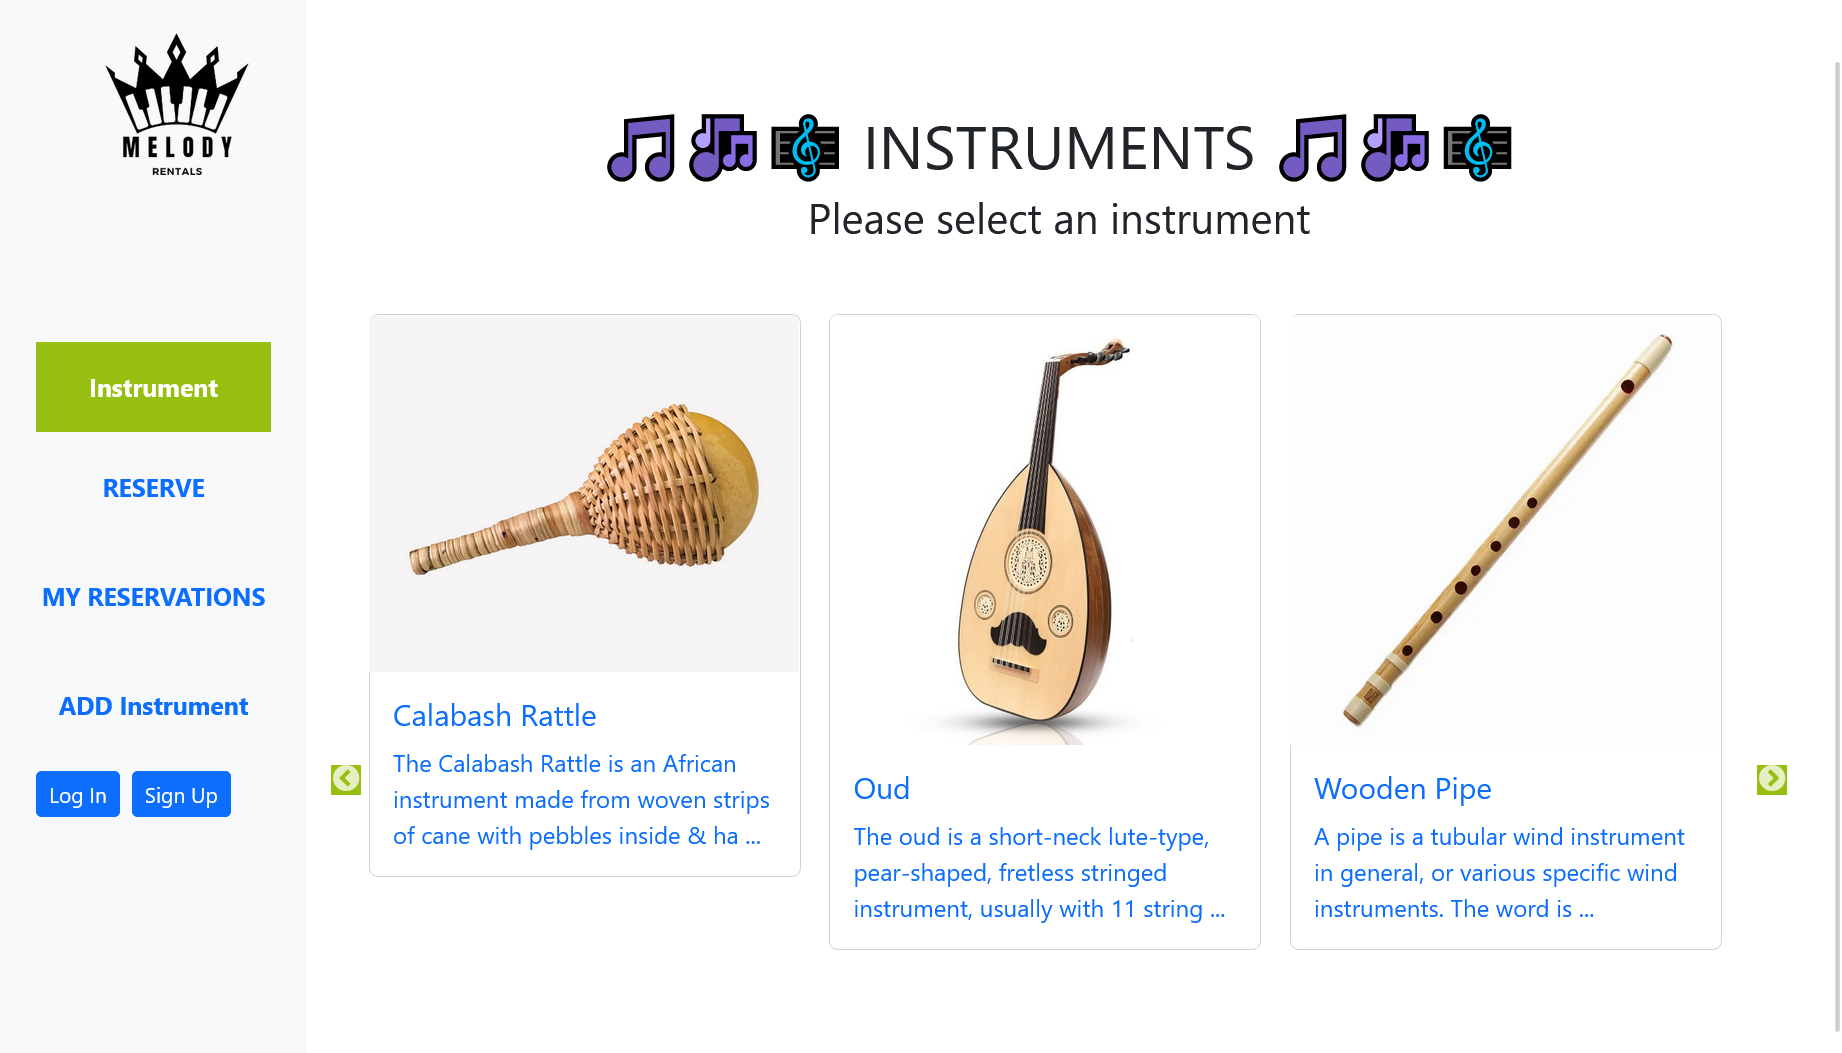 MELODY
RENTALS
Instrument
RESERVE
MY RESERVATIONS
ADD Instrument
Log In
Sign Up
INSTRUMENTS
Please select an instrument
Calabash Rattle
The Calabash Rattle is an African
instrument made from woven strips
of cane with pebbles inside & ha ...
Oud
The oud is a short-neck lute-type,
pear-shaped, fretless stringed
instrument, usually with 11 string ...
Wooden Pipe
A pipe is a tubular wind instrument
in general, or various specific wind
instruments. The word is ...